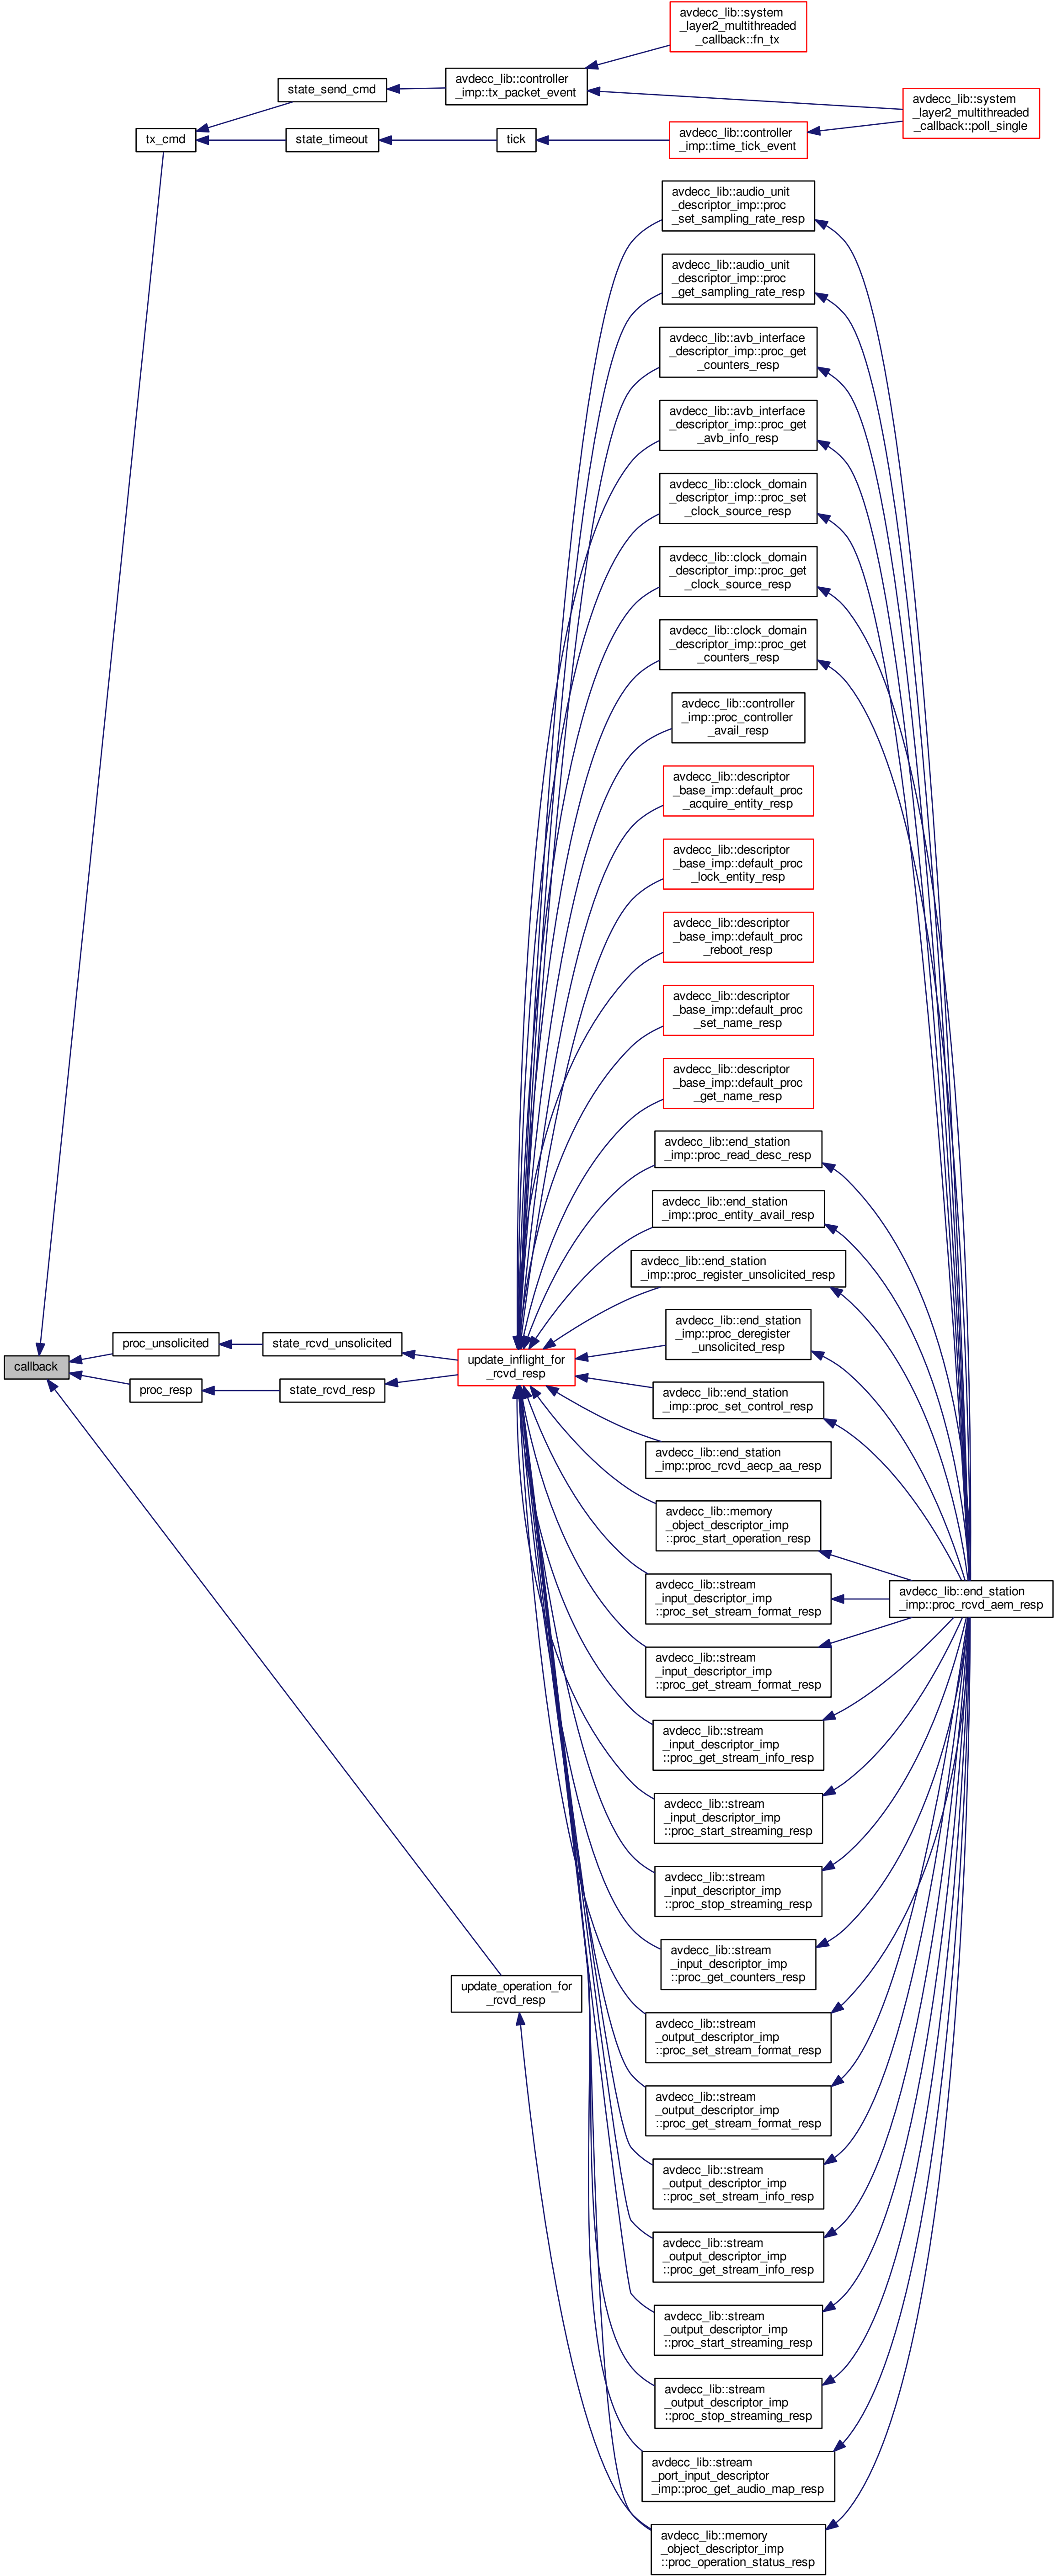 avdecc_lib::system
_layer2_multithreaded
_callback::fn_tx
avdecc_lib::controller
_imp::tx_packet_event
state_send_cmd
avdecc_lib::system
_layer2_multithreaded
_callback::poll_single
tx_cmd
state_timeout
tick
avdecc_lib::controller
_imp::time_tick_event
avdecc_lib::audio_unit
_descriptor_imp::proc
_set_sampling_rate_resp
avdecc_lib::audio_unit
_descriptor_imp::proc
_get_sampling_rate_resp
avdecc_lib::avb_interface
_descriptor_imp::proc_get
_counters_resp
avdecc_lib::avb_interface
_descriptor_imp::proc_get
_avb_info_resp
avdecc_lib::clock_domain
_descriptor_imp::proc_set
_clock_source_resp
avdecc_lib::clock_domain
_descriptor_imp::proc_get
_clock_source_resp
avdecc_lib::clock_domain
_descriptor_imp::proc_get
_counters_resp
avdecc_lib::controller
_imp::proc_controller
_avail_resp
avdecc_lib::descriptor
_base_imp::default_proc
_acquire_entity_resp
avdecc_lib::descriptor
_base_imp::default_proc
_lock_entity_resp
avdecc_lib::descriptor
_base_imp::default_proc
_reboot_resp
avdecc_lib::descriptor
_base_imp::default_proc
_set_name_resp
avdecc_lib::descriptor
_base_imp::default_proc
_get_name_resp
avdecc_lib::end_station
_imp::proc_read_desc_resp
avdecc_lib::end_station
_imp::proc_entity_avail_resp
avdecc_lib::end_station
_imp::proc_register_unsolicited_resp
avdecc_lib::end_station
_imp::proc_deregister
_unsolicited_resp
proc_unsolicited
state_rcvd_unsolicited
callback
update_inflight_for
_rcvd_resp
proc_resp
state_rcvd_resp
avdecc_lib::end_station
_imp::proc_set_control_resp
avdecc_lib::end_station
_imp::proc_rcvd_aecp_aa_resp
avdecc_lib::memory
_object_descriptor_imp
::proc_start_operation_resp
avdecc_lib::stream
_input_descriptor_imp
::proc_set_stream_format_resp
avdecc_lib::end_station
_imp::proc_rcvd_aem_resp
avdecc_lib::stream
_input_descriptor_imp
::proc_get_stream_format_resp
avdecc_lib::stream
_input_descriptor_imp
::proc_get_stream_info_resp
avdecc_lib::stream
_input_descriptor_imp
::proc_start_streaming_resp
avdecc_lib::stream
_input_descriptor_imp
::proc_stop_streaming_resp
avdecc_lib::stream
_input_descriptor_imp
::proc_get_counters_resp
update_operation_for
_rcvd_resp
avdecc_lib::stream
_output_descriptor_imp
::proc_set_stream_format_resp
avdecc_lib::stream
_output_descriptor_imp
::proc_get_stream_format_resp
avdecc_lib::stream
_output_descriptor_imp
::proc_set_stream_info_resp
avdecc_lib::stream
_output_descriptor_imp
::proc_get_stream_info_resp
avdecc_lib::stream
_output_descriptor_imp
::proc_start_streaming_resp
avdecc_lib::stream
_output_descriptor_imp
::proc_stop_streaming_resp
avdecc_lib::stream
_port_input_descriptor
_imp::proc_get_audio_map_resp
avdecc_lib::memory
_object_descriptor_imp
::proc_operation_status_resp